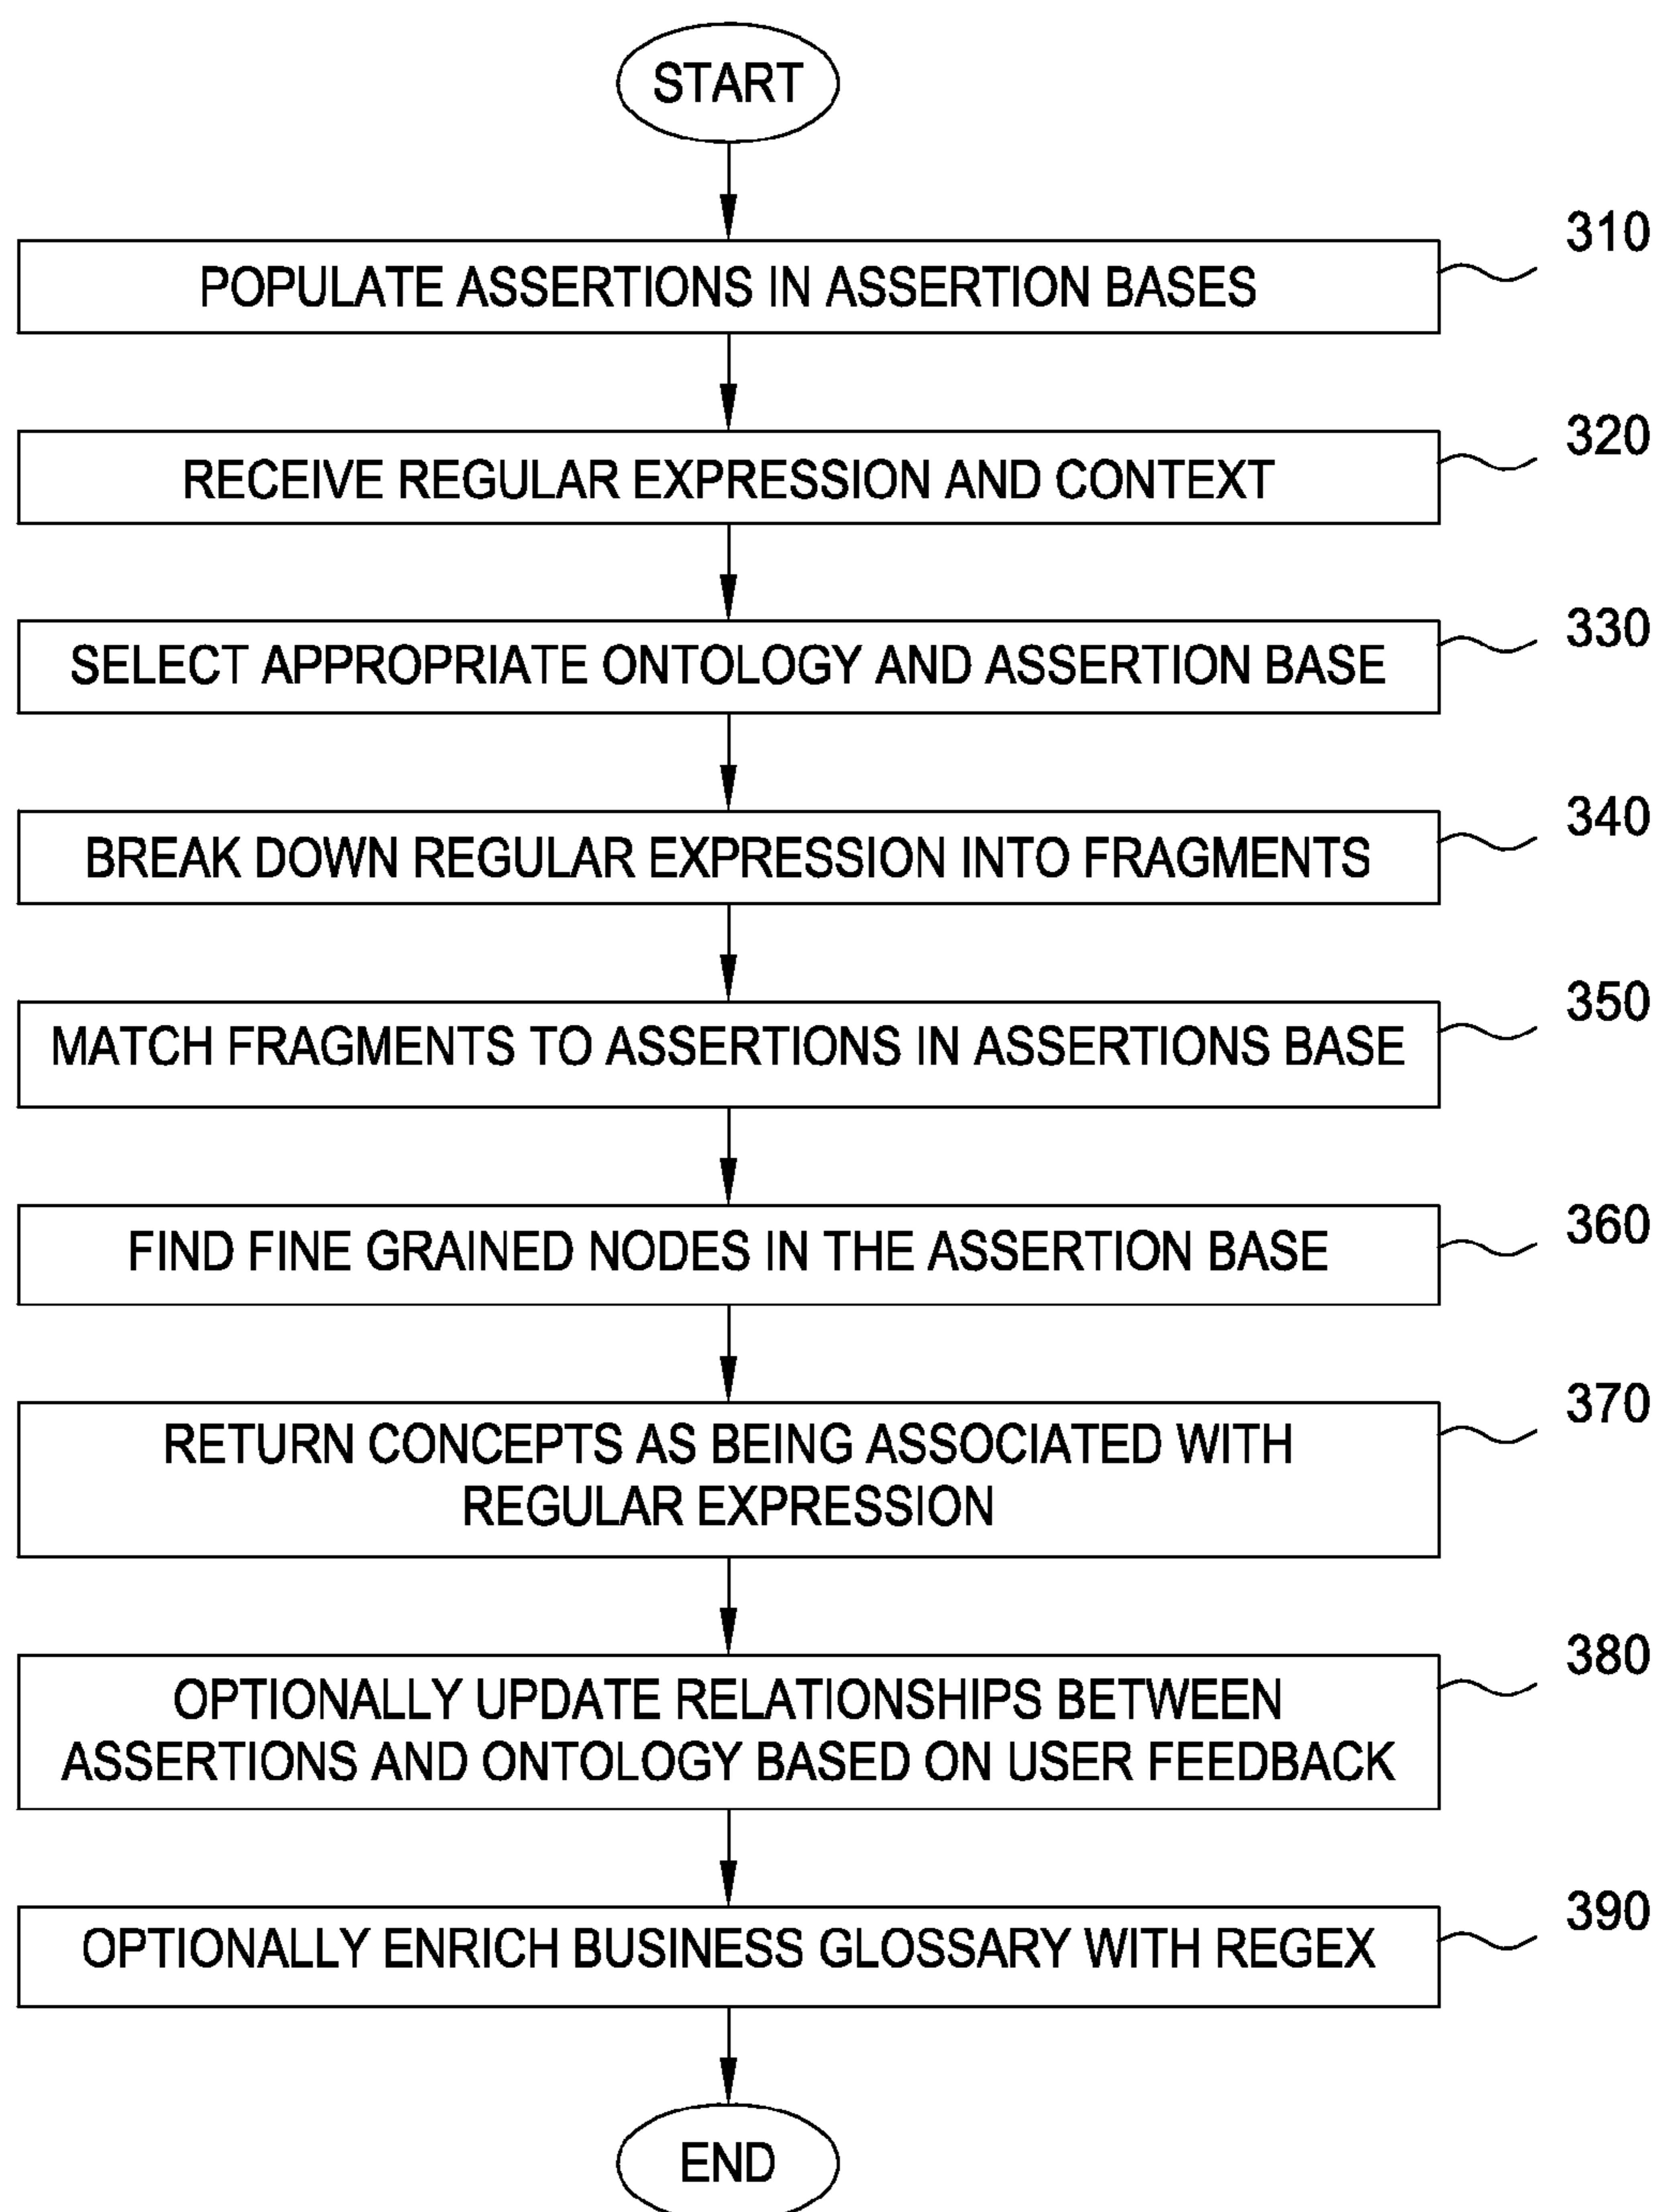 START
310
POPULATE ASSERTIONS IN ASSERTION BASES
320
RECEIVE REGULAR EXPRESSION AND CONTEXT
330
SELECT APPROPRIATE ONTOLOGY AND ASSERTION BASE
340
BREAK DOWN REGULAR EXPRESSION INTO FRAGMENTS
350
MATCH FRAGMENTS TO ASSERTIONS IN ASSERTIONS BASE
360
FIND FINE GRAINED NODES IN THE ASSERTION BASE
370
RETURN CONCEPTS AS BEING ASSOCIATED WITH
REGULAR EXPRESSION
380
OPTIONALLY UPDATE RELATIONSHIPS BETWEEN
ASSERTIONS AND ONTOLOGY BASED ON USER FEEDBACK
390
OPTIONALLY ENRICH BUSINESS GLOSSARY WITH REGEX
END